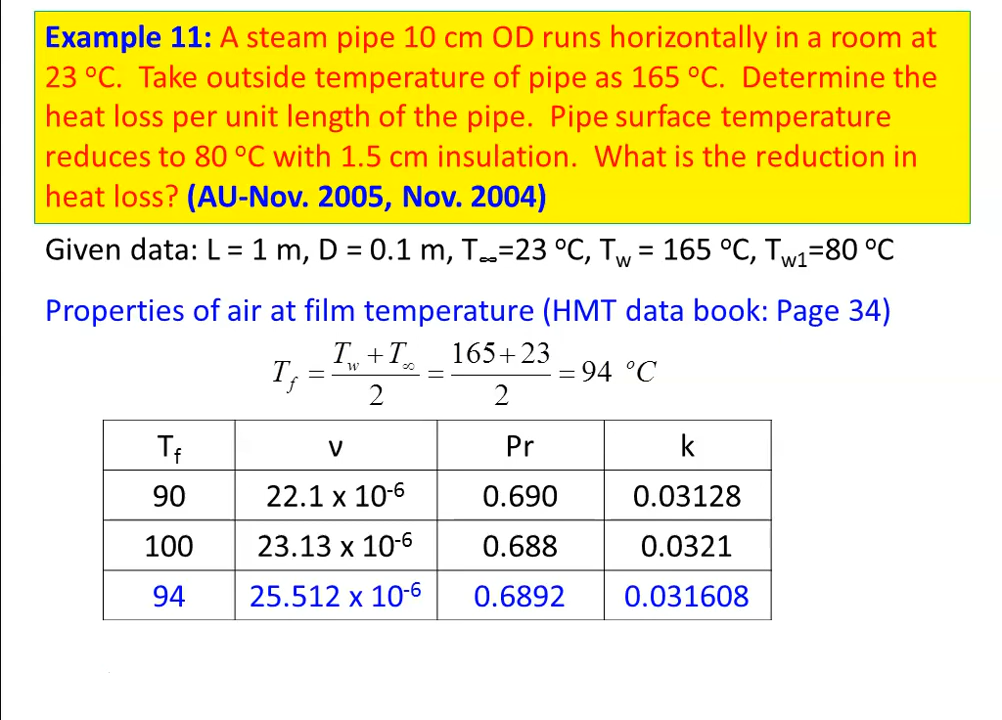 Example 11: A steam pipe 10 cm OD runs horizontally in a room at
23 °C. Take outside temperature of pipe as 165 °C. Determine the
heat loss per unit length of the pipe. Pipe surface temperature
reduces to 80 °C with 1.5 cm insulation. What is the reduction in
heat loss? (AU-Nov. 2005, Nov. 2004)
Given data: L = 1 m, D = 0.1 m, T∞=23 °C, Tw = 165 °C, Tw1=80 °C
Properties of air at film temperature (HMT data book: Page 34)
Tf = (Tw + T∞)/2 = (165+23)/2 = 94 °C
Tf ν Pr k
90 22.1 x 10⁻⁶ 0.690 0.03128
100 23.13 x 10⁻⁶ 0.688 0.0321
94 25.512 x 10⁻⁶ 0.6892 0.031608